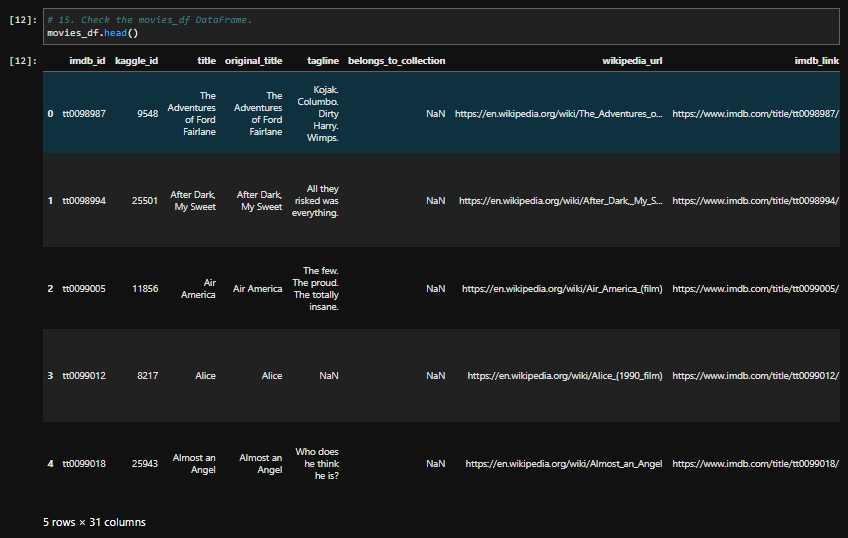 [12]: # 15. Check the movies_df DataFrame.
movies_df.head()
[12]: imdb_id kaggle_id title original_title tagline belongs_to_collection wikipedia_url imdb_link
0 tt0098987 9548 The Adventures of Ford Fairlane The Adventures of Ford Fairlane Kojak. Columbo. Dirty Harry. Wimps. NaN https://en.wikipedia.org/wiki/The_Adventures_o... https://www.imdb.com/title/tt0098987/
1 tt0098994 25501 After Dark, My Sweet After Dark, My Sweet All they risked was everything. NaN https://en.wikipedia.org/wiki/After_Dark,_My_S... https://www.imdb.com/title/tt0098994/
2 tt0099005 11856 Air America Air America The few. The proud. The totally insane. NaN https://en.wikipedia.org/wiki/Air_America_(film) https://www.imdb.com/title/tt0099005/
3 tt0099012 8217 Alice Alice NaN NaN https://en.wikipedia.org/wiki/Alice_(1990_film) https://www.imdb.com/title/tt0099012/
4 tt0099018 25943 Almost an Angel Almost an Angel Who does he think he is? NaN https://en.wikipedia.org/wiki/Almost_an_Angel https://www.imdb.com/title/tt0099018/
5 rows × 31 columns